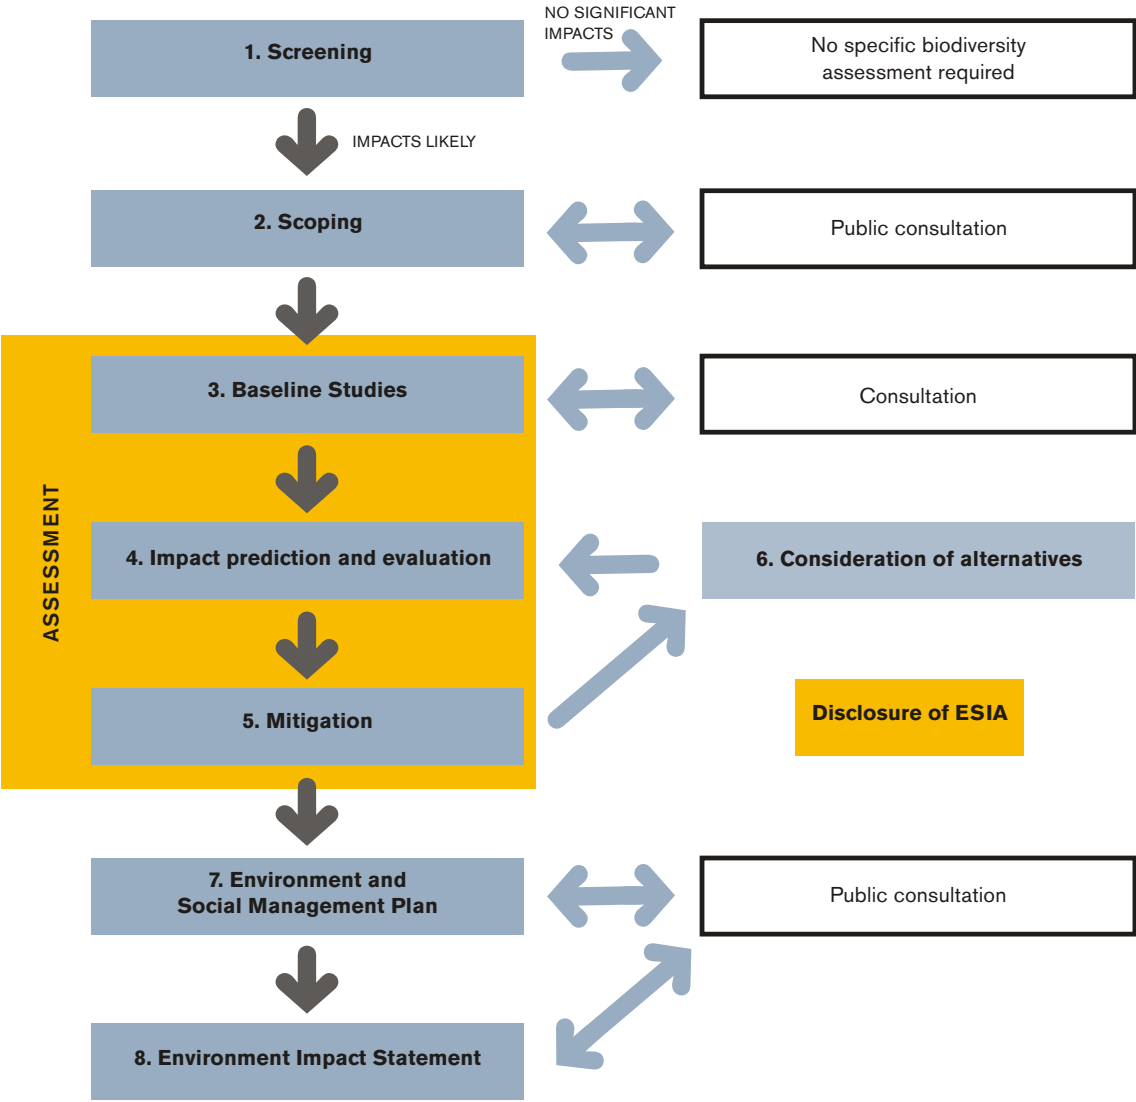 NO SIGNIFICANT
IMPACTS
1. Screening
No specific biodiversity
assessment required
IMPACTS LIKELY
2. Scoping
Public consultation
ASSESSMENT
3. Baseline Studies
Consultation
4. Impact prediction and evaluation
6. Consideration of alternatives
5. Mitigation
Disclosure of ESIA
7. Environment and
Social Management Plan
Public consultation
8. Environment Impact Statement